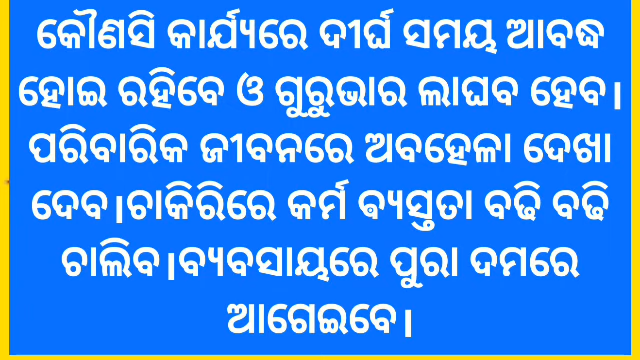 କୌଣସି କାର୍ଯ୍ୟରେ ଦୀର୍ଘ ସମୟ ଆବଦ୍ଧ
ହୋଇ ରହିବେ ଓ ଗୁରୁଭାର ଲାଘବ ହେବ।
ପରିବାରିକ ଜୀବନରେ ଅବହେଳା ଦେଖା
ଦେବ।ଚାକିରିରେ କର୍ମ ବ୍ୟସ୍ତତା ବଢି ବଢି
ଚାଲିବ।ବ୍ୟବସାୟରେ ପୁରା ଦମରେ
ଆଗେଇବେ।